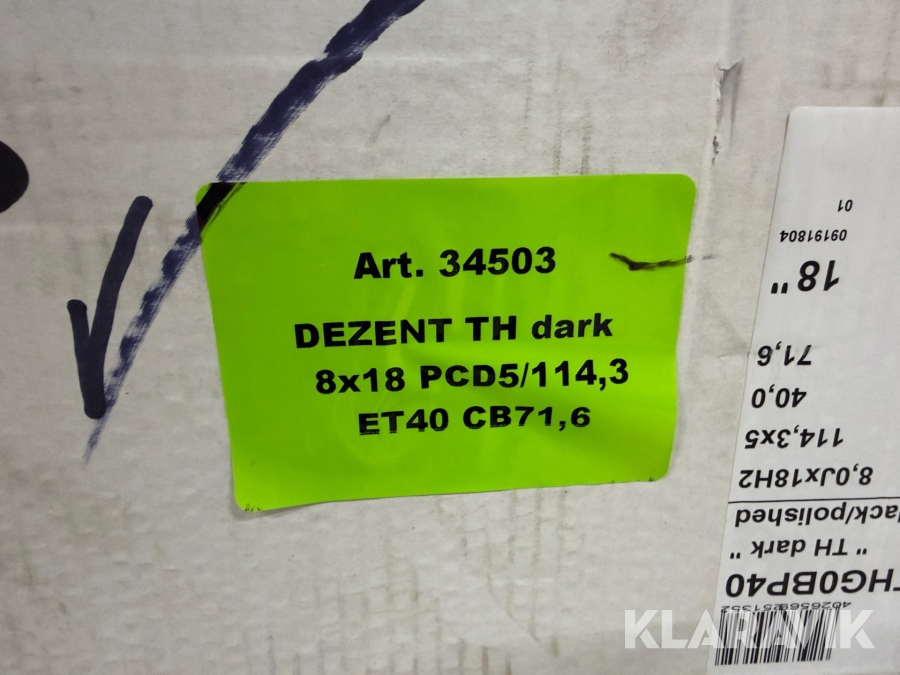 Art. 34503
DEZENT TH dark
8x18 PCD5/114,3
ET40 CB71,6
THG0BP40
" TH dark "
lack/polished
8,0Jx18H2
114,3x5
40,0
71,6
18"
09191804
01
KLARAVIK